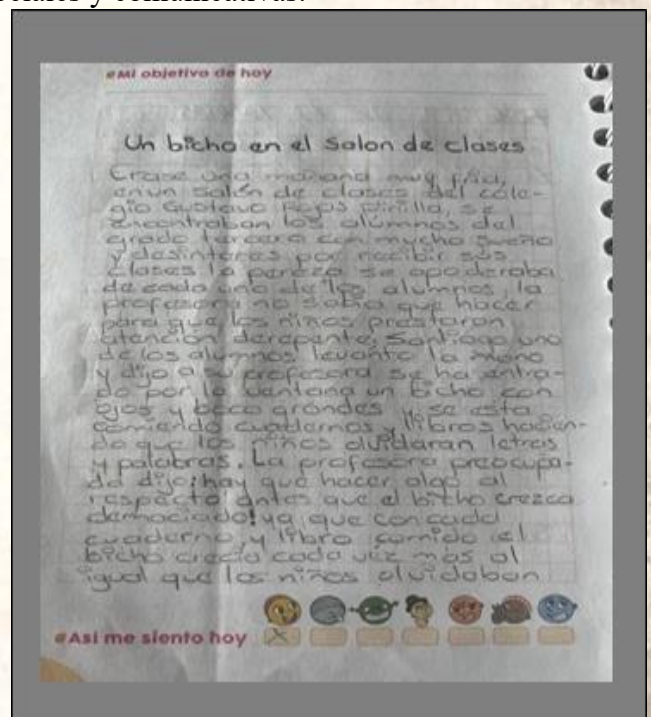 ciales y comunicativas.
#Mi objetivo de hoy
Un bicho en el Salon de clases
Erase una mañana muy fria,
en un salón de clases del cole-
gio Gustavo Rojas Pinilla, se
encontraban los alumnos del
grado tercero con mucho sueño
y desinteres por recibir sus
clases la pereza se apoderaba
de cada uno de los alumnos, la
profesora no sabia que hacer
para que los niños prestaran
atención derepente, Santiago uno
de los alumnos levanto la mano
y dijo a su profesora se ha entra-
do por la ventana un bicho con
ojos y boca grandes y se esta
comiendo cuadernos y libros hacien-
do que los niños olvidaran letras
y palabras. La profesora preocupa-
da dijo: hay que hacer algo al
respecto antes que el bicho crezca
demaciado! ya que con cada
cuaderno y libro comido el
bicho crecia cada vez más al
igual que los niños olvidaban
#Asi me siento hoy